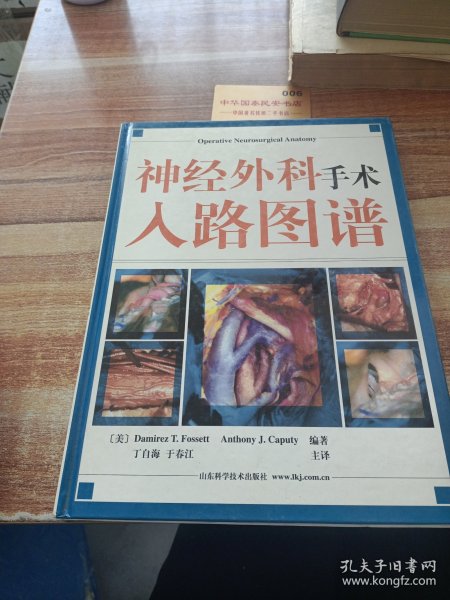 006
中华国泰民安书店
Operative Neurosurgical Anatomy
神经外科手术
入路图谱
[美] Damirez T. Fossett Anthony J. Caputy 编著
丁自海 于春江 主译
山东科学技术出版社 www.lkj.com.cn
孔夫子旧书网
www.kongfz.com